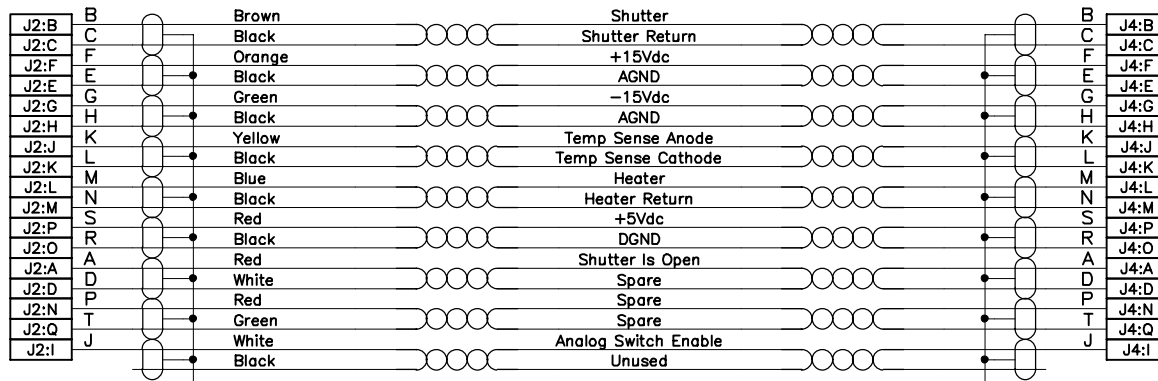 J2:B B Brown Shutter B J4:B
J2:C C Black Shutter Return C J4:C
J2:F F Orange +15Vdc F J4:F
J2:E E Black AGND E J4:E
J2:G G Green −15Vdc G J4:G
J2:H H Black AGND H J4:H
J2:J K Yellow Temp Sense Anode K J4:J
J2:K L Black Temp Sense Cathode L J4:K
J2:L M Blue Heater M J4:L
J2:M N Black Heater Return N J4:M
J2:P S Red +5Vdc S J4:P
J2:O R Black DGND R J4:O
J2:A A Red Shutter Is Open A J4:A
J2:D D White Spare D J4:D
J2:N P Red Spare P J4:N
J2:Q T Green Spare T J4:Q
J2:I J White Analog Switch Enable J J4:I
Black Unused